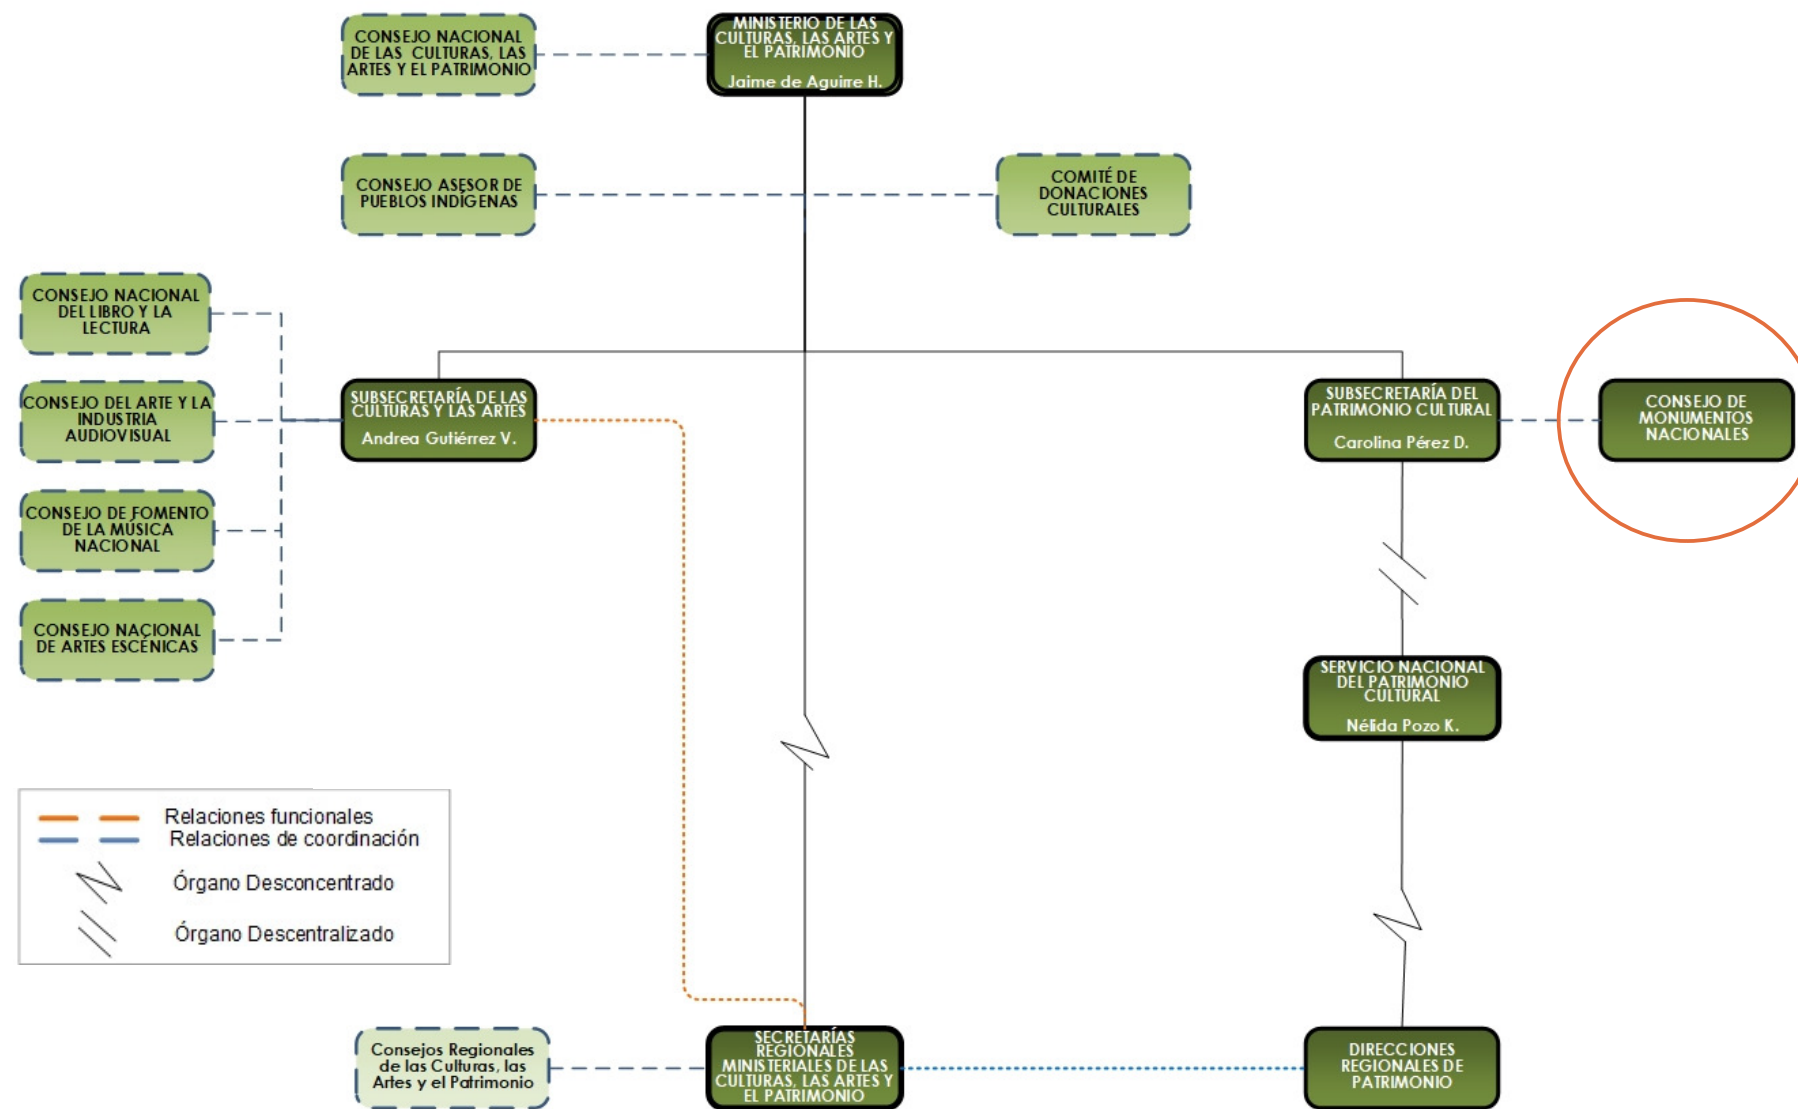 CONSEJO NACIONAL
DE LAS CULTURAS, LAS
ARTES Y EL PATRIMONIO
MINISTERIO DE LAS
CULTURAS, LAS ARTES Y
EL PATRIMONIO
Jaime de Aguirre H.
CONSEJO ASESOR DE
PUEBLOS INDÍGENAS
COMITÉ DE
DONACIONES
CULTURALES
CONSEJO NACIONAL
DEL LIBRO Y LA
LECTURA
CONSEJO DEL ARTE Y LA
INDUSTRIA
AUDIOVISUAL
CONSEJO DE FOMENTO
DE LA MÚSICA
NACIONAL
CONSEJO NACIONAL
DE ARTES ESCÉNICAS
SUBSECRETARÍA DE LAS
CULTURAS Y LAS ARTES
Andrea Gutiérrez V.
SUBSECRETARÍA DEL
PATRIMONIO CULTURAL
Carolina Pérez D.
CONSEJO DE
MONUMENTOS
NACIONALES
SERVICIO NACIONAL
DEL PATRIMONIO
CULTURAL
Nélida Pozo K.
Relaciones funcionales
Relaciones de coordinación
Órgano Desconcentrado
Órgano Descentralizado
Consejos Regionales
de las Culturas, las
Artes y el Patrimonio
SECRETARÍAS
REGIONALES
MINISTERIALES DE LAS
CULTURAS, LAS ARTES Y
EL PATRIMONIO
DIRECCIONES
REGIONALES DE
PATRIMONIO